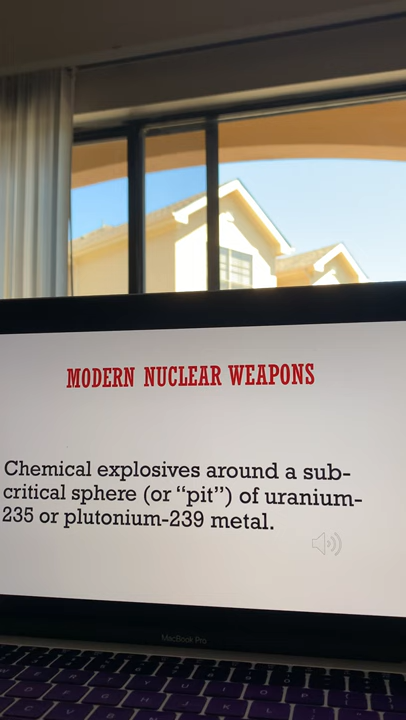 MODERN NUCLEAR WEAPONS
Chemical explosives around a sub-
critical sphere (or “pit”) of uranium-
235 or plutonium-239 metal.
MacBook Pro